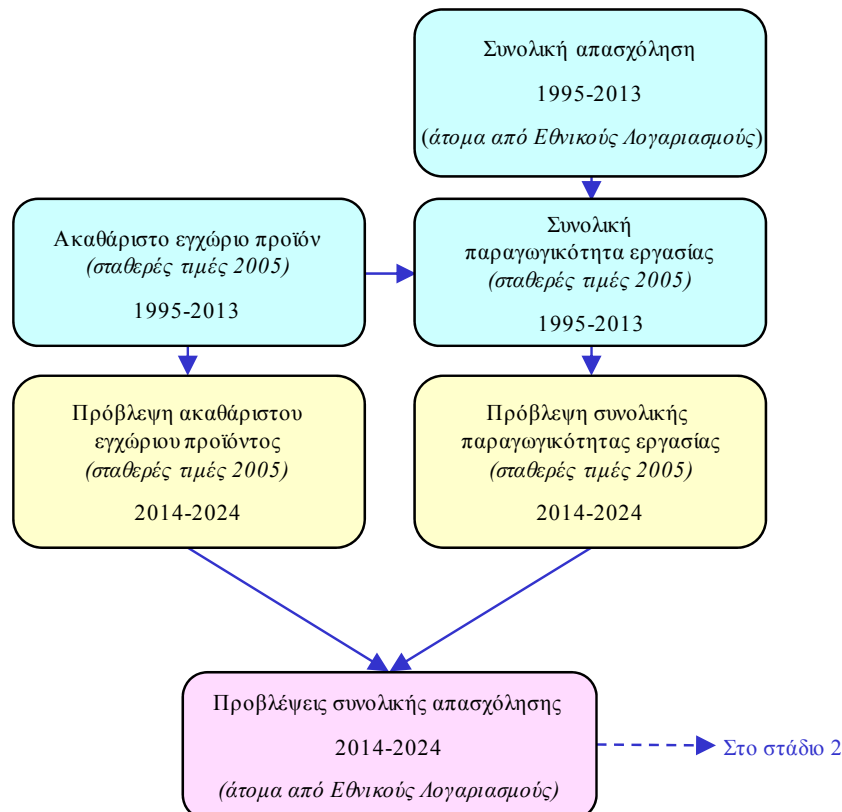 Συνολική απασχόληση
1995-2013
(άτομα από Εθνικούς Λογαριασμούς)
Ακαθάριστο εγχώριο προϊόν
(σταθερές τιμές 2005)
1995-2013
Συνολική
παραγωγικότητα εργασίας
(σταθερές τιμές 2005)
1995-2013
Πρόβλεψη ακαθάριστου
εγχώριου προϊόντος
(σταθερές τιμές 2005)
2014-2024
Πρόβλεψη συνολικής
παραγωγικότητας εργασίας
(σταθερές τιμές 2005)
2014-2024
Προβλέψεις συνολικής απασχόλησης
2014-2024
(άτομα από Εθνικούς Λογαριασμούς)
Στο στάδιο 2